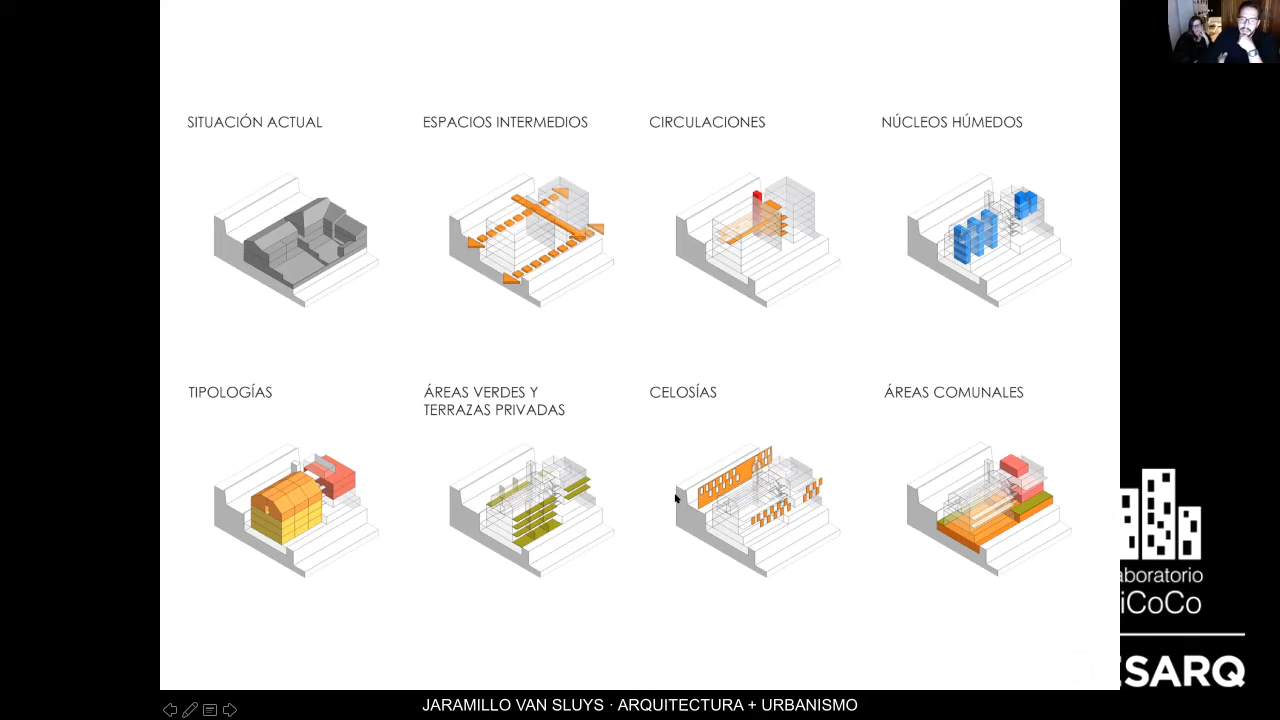 SITUACIÓN ACTUAL
ESPACIOS INTERMEDIOS
CIRCULACIONES
NÚCLEOS HÚMEDOS
TIPOLOGÍAS
ÁREAS VERDES Y
TERRAZAS PRIVADAS
CELOSÍAS
ÁREAS COMUNALES
aboratorio
iCoCo
SARQ
JARAMILLO VAN SLUYS · ARQUITECTURA + URBANISMO